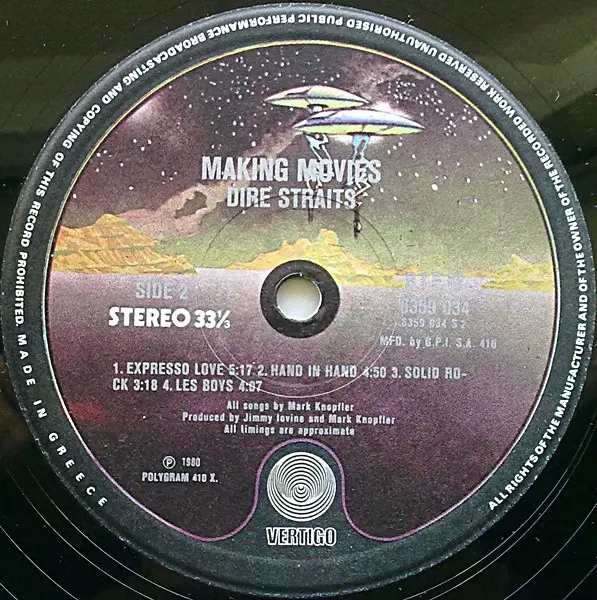 ALL RIGHTS OF THE MANUFACTURER AND OF THE OWNER OF THE RECORDED WORK RESERVED UNAUTHORISED PUBLIC PERFORMANCE BROADCASTING AND COPYING OF THIS RECORD PROHIBITED. MADE IN GREECE
MAKING MOVIES
DIRE STRAITS
SIDE 2
STEREO 33⅓
6359 034
6359 034 S 2
MFD. by G.P.I. S.A. 416
1. EXPRESSO LOVE 5:17 2. HAND IN HAND 4:50 3. SOLID RO-
CK 3:18 4. LES BOYS 4:07
All songs by Mark Knopfler
Produced by Jimmy Iovine and Mark Knopfler
All timings are approximate
Ⓟ 1980
POLYGRAM 410 X.
VERTIGO